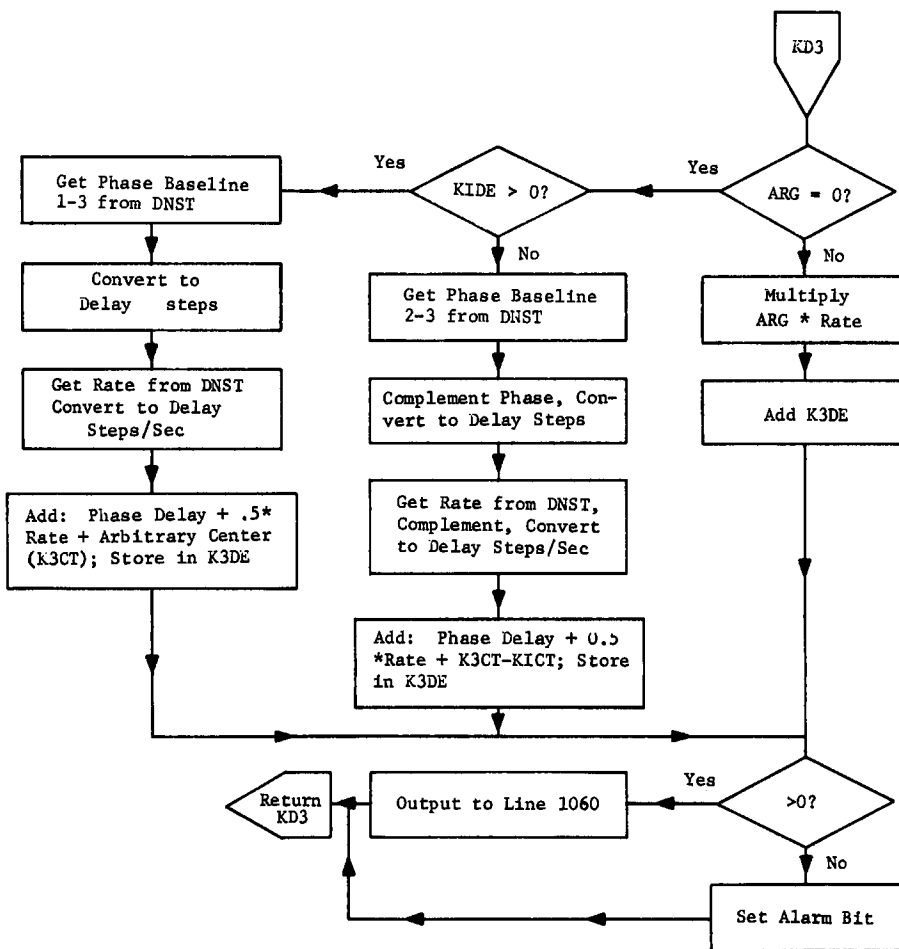 KD3
ARG = 0?
Yes
No
KIDE > 0?
Yes
No
Get Phase Baseline
1-3 from DNST
Convert to
Delay steps
Get Rate from DNST
Convert to Delay
Steps/Sec
Add: Phase Delay + .5*
Rate + Arbitrary Center
(K3CT); Store in K3DE
Get Phase Baseline
2-3 from DNST
Complement Phase, Con-
vert to Delay Steps
Get Rate from DNST,
Complement, Convert
to Delay Steps/Sec
Add: Phase Delay + 0.5
*Rate + K3CT-KICT; Store
in K3DE
Multiply
ARG * Rate
Add K3DE
>0?
Yes
No
Output to Line 1060
Return
KD3
Set Alarm Bit